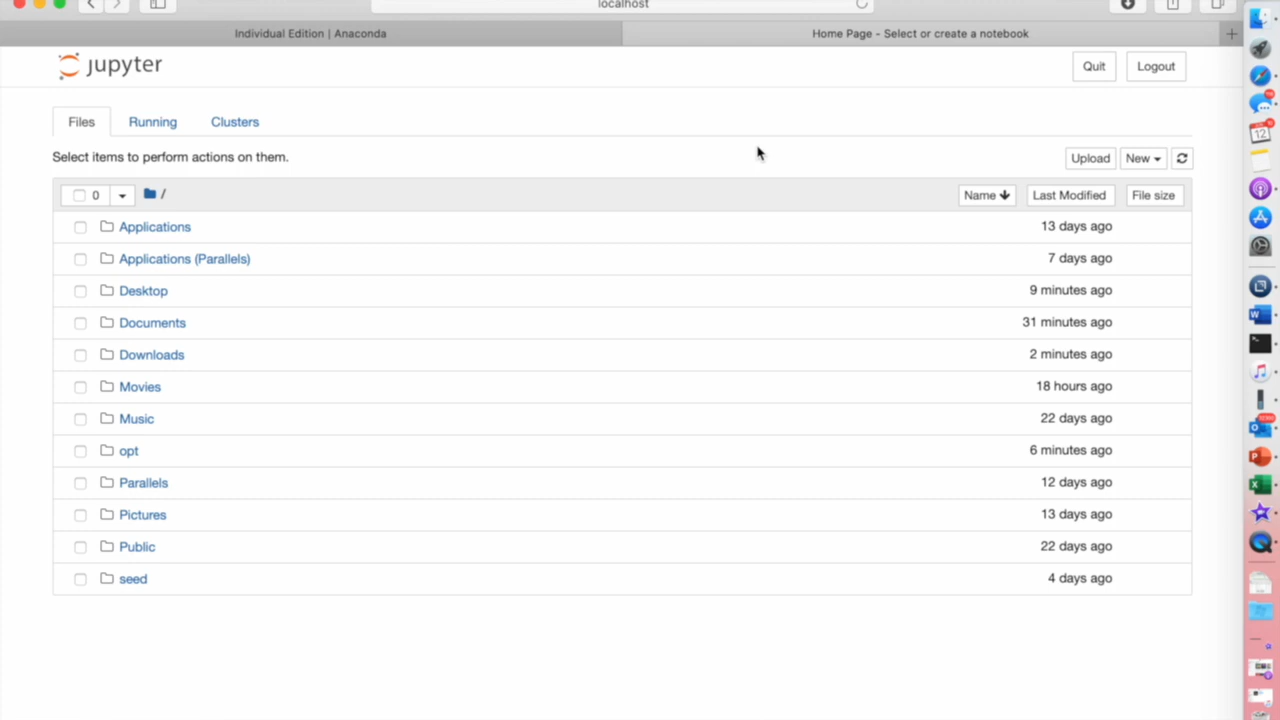 localhost
Individual Edition | Anaconda
Home Page - Select or create a notebook
jupyter
Quit
Logout
Files
Running
Clusters
Select items to perform actions on them.
Upload
New
0
/
Name
Last Modified
File size
Applications
13 days ago
Applications (Parallels)
7 days ago
Desktop
9 minutes ago
Documents
31 minutes ago
Downloads
2 minutes ago
Movies
18 hours ago
Music
22 days ago
opt
6 minutes ago
Parallels
12 days ago
Pictures
13 days ago
Public
22 days ago
seed
4 days ago
12